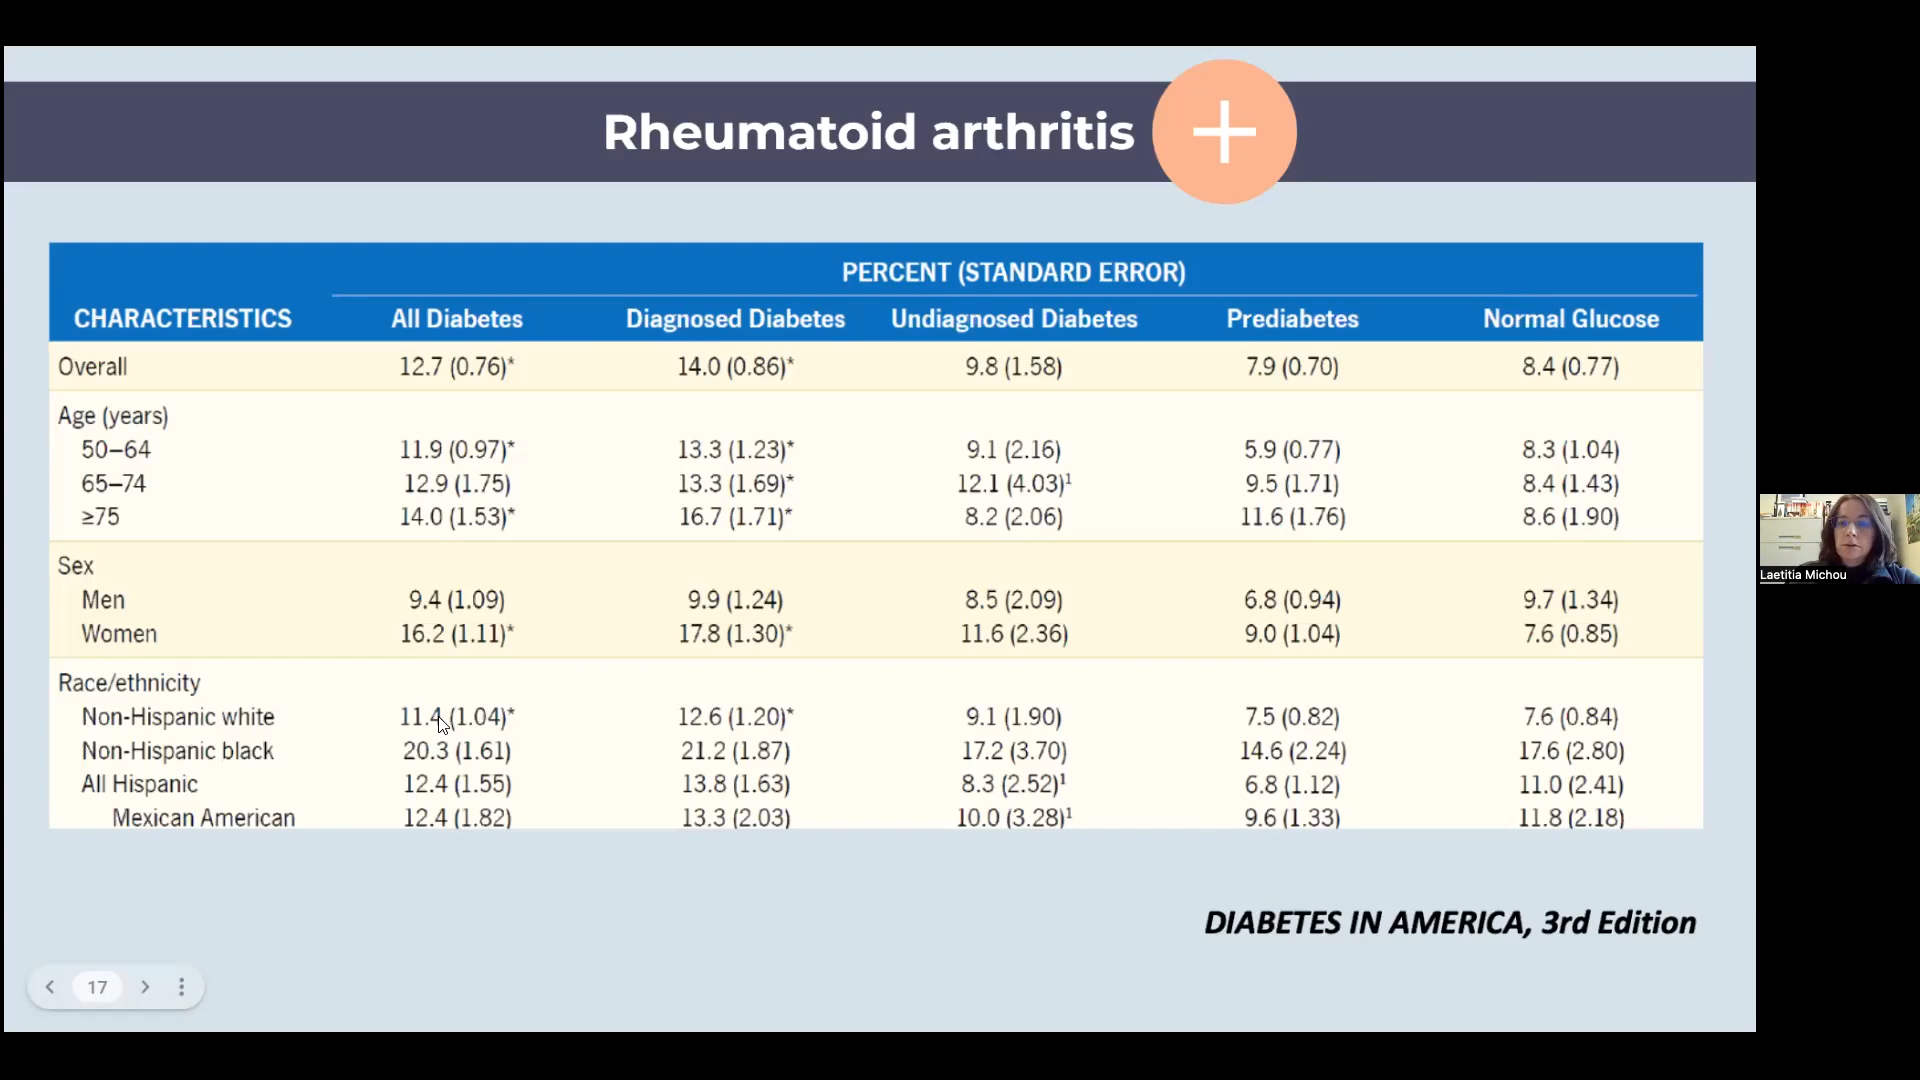 Rheumatoid arthritis
PERCENT (STANDARD ERROR)
CHARACTERISTICS All Diabetes Diagnosed Diabetes Undiagnosed Diabetes Prediabetes Normal Glucose
Overall 12.7 (0.76)* 14.0 (0.86)* 9.8 (1.58) 7.9 (0.70) 8.4 (0.77)
Age (years)
50–64 11.9 (0.97)* 13.3 (1.23)* 9.1 (2.16) 5.9 (0.77) 8.3 (1.04)
65–74 12.9 (1.75) 13.3 (1.69)* 12.1 (4.03)¹ 9.5 (1.71) 8.4 (1.43)
≥75 14.0 (1.53)* 16.7 (1.71)* 8.2 (2.06) 11.6 (1.76) 8.6 (1.90)
Sex
Men 9.4 (1.09) 9.9 (1.24) 8.5 (2.09) 6.8 (0.94) 9.7 (1.34)
Women 16.2 (1.11)* 17.8 (1.30)* 11.6 (2.36) 9.0 (1.04) 7.6 (0.85)
Race/ethnicity
Non-Hispanic white 11.4 (1.04)* 12.6 (1.20)* 9.1 (1.90) 7.5 (0.82) 7.6 (0.84)
Non-Hispanic black 20.3 (1.61) 21.2 (1.87) 17.2 (3.70) 14.6 (2.24) 17.6 (2.80)
All Hispanic 12.4 (1.55) 13.8 (1.63) 8.3 (2.52)¹ 6.8 (1.12) 11.0 (2.41)
Mexican American 12.4 (1.82) 13.3 (2.03) 10.0 (3.28)¹ 9.6 (1.33) 11.8 (2.18)
DIABETES IN AMERICA, 3rd Edition
17
Laetitia Michou